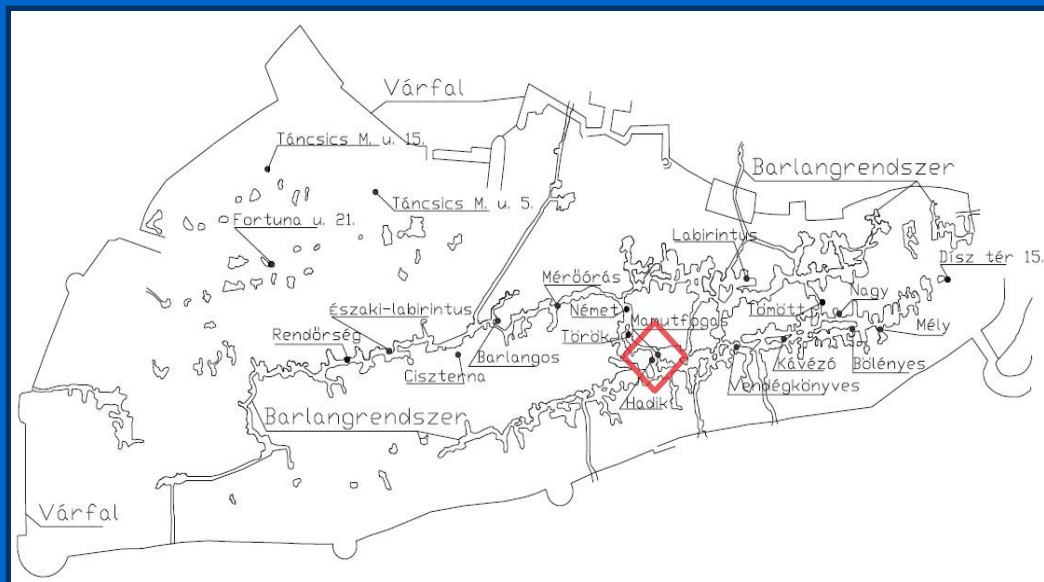 Várfal
Táncsics M. u. 15.
Barlangrendszer
Táncsics M. u. 5.
Fortuna u. 21.
Labirintus
Dísz tér 15.
Mérőórás
Nagy
Északi-labirintus
Német
Tömött
Mamutfogas
Rendőrség
Török
Mély
Barlangos
Kávézó
Bölényes
Ciszterna
Vendégkönyves
Hadik
Barlangrendszer
Várfal